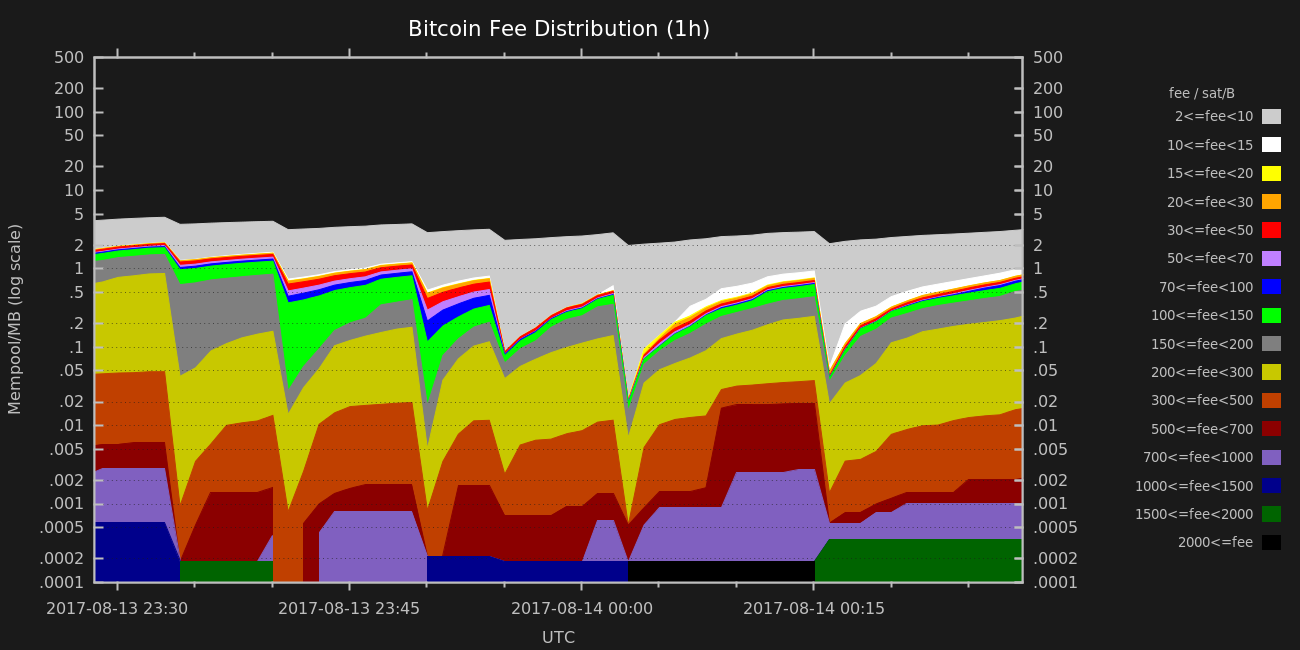 Bitcoin Fee Distribution (1h)
Mempool/MB (log scale)
500
200
100
50
20
10
5
2
1
.5
.2
.1
.05
.02
.01
.005
.002
.001
.0005
.0002
.0001
500
200
100
50
20
10
5
2
1
.5
.2
.1
.05
.02
.01
.005
.002
.001
.0005
.0002
.0001
2017-08-13 23:30 2017-08-13 23:45 2017-08-14 00:00 2017-08-14 00:15
UTC
fee / sat/B
2<=fee<10
10<=fee<15
15<=fee<20
20<=fee<30
30<=fee<50
50<=fee<70
70<=fee<100
100<=fee<150
150<=fee<200
200<=fee<300
300<=fee<500
500<=fee<700
700<=fee<1000
1000<=fee<1500
1500<=fee<2000
2000<=fee